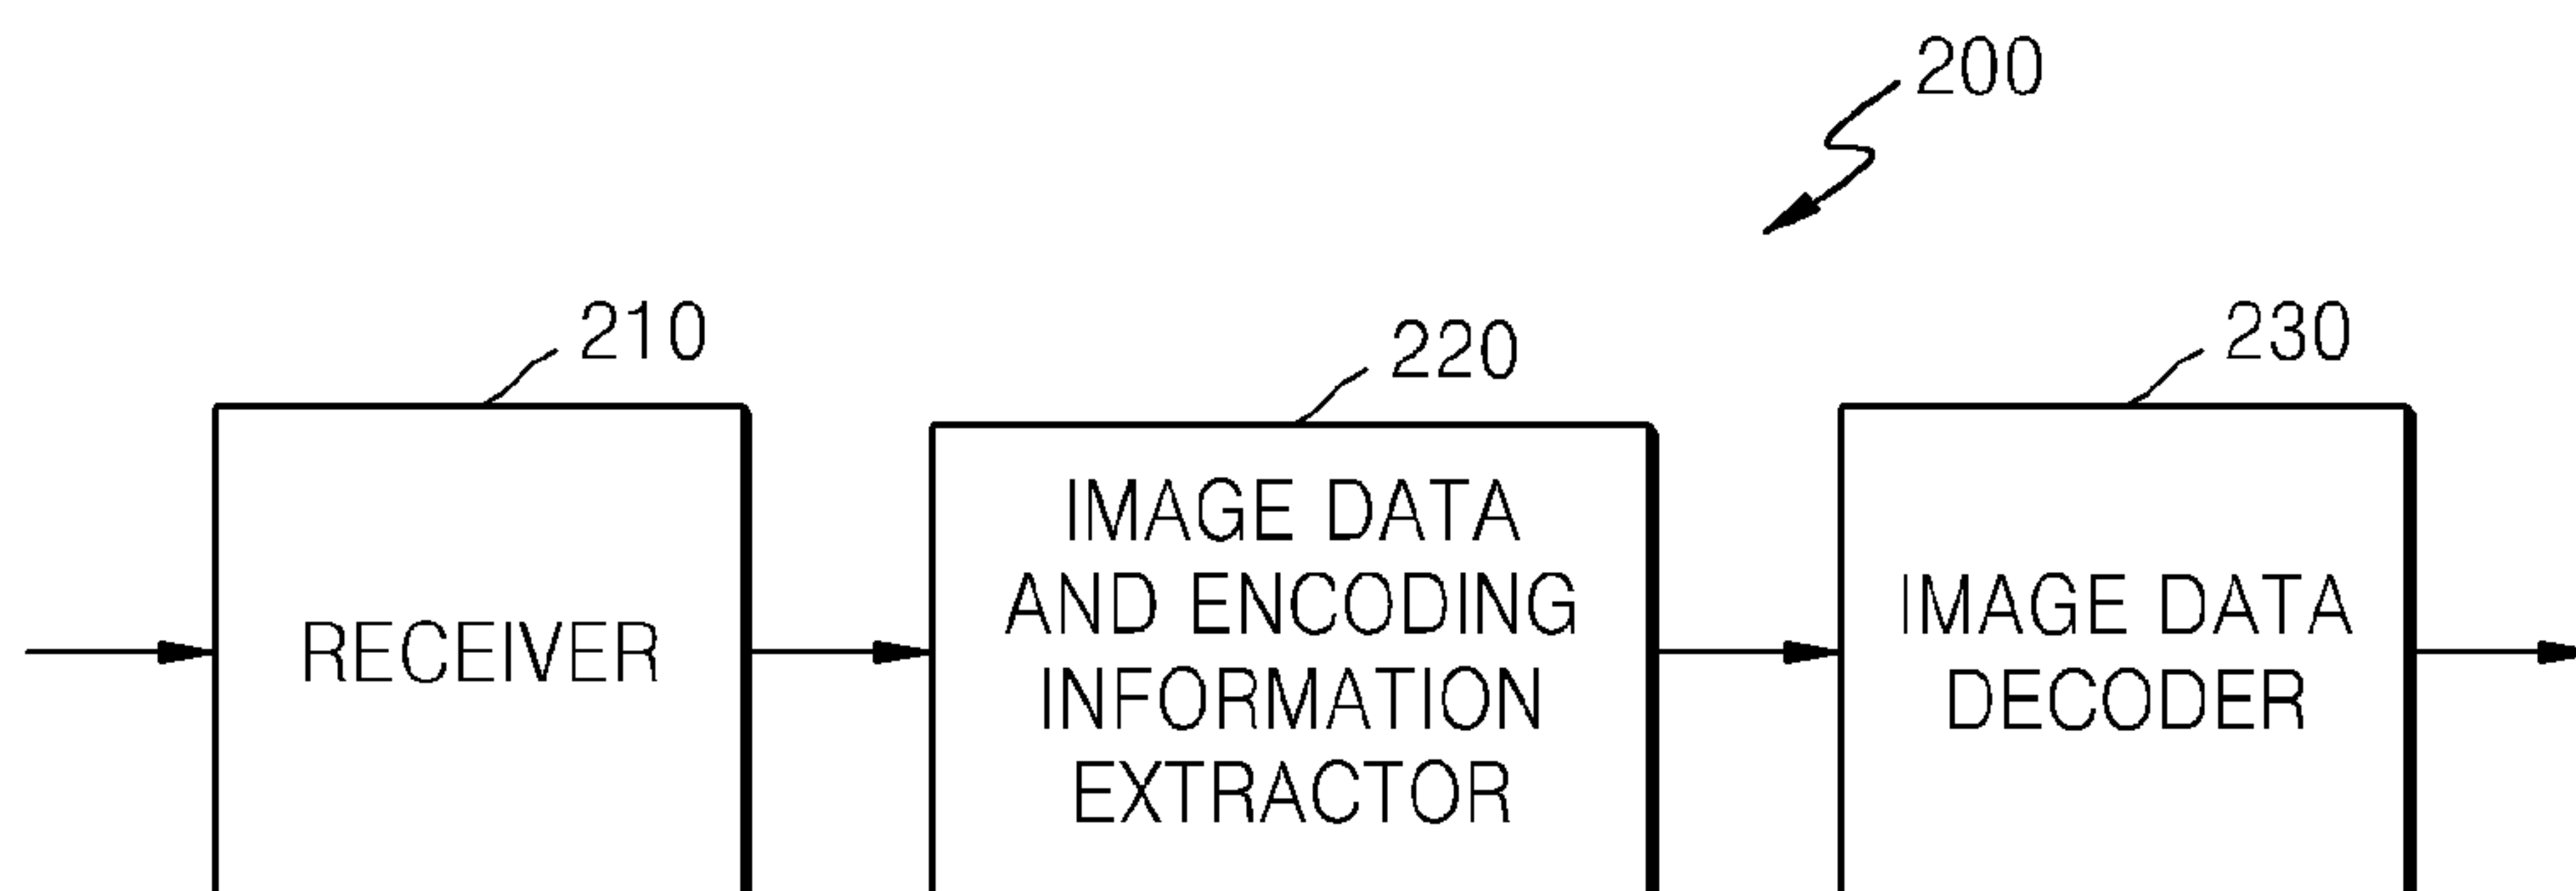 200
210
220
230
RECEIVER
IMAGE DATA
AND ENCODING
INFORMATION
EXTRACTOR
IMAGE DATA
DECODER